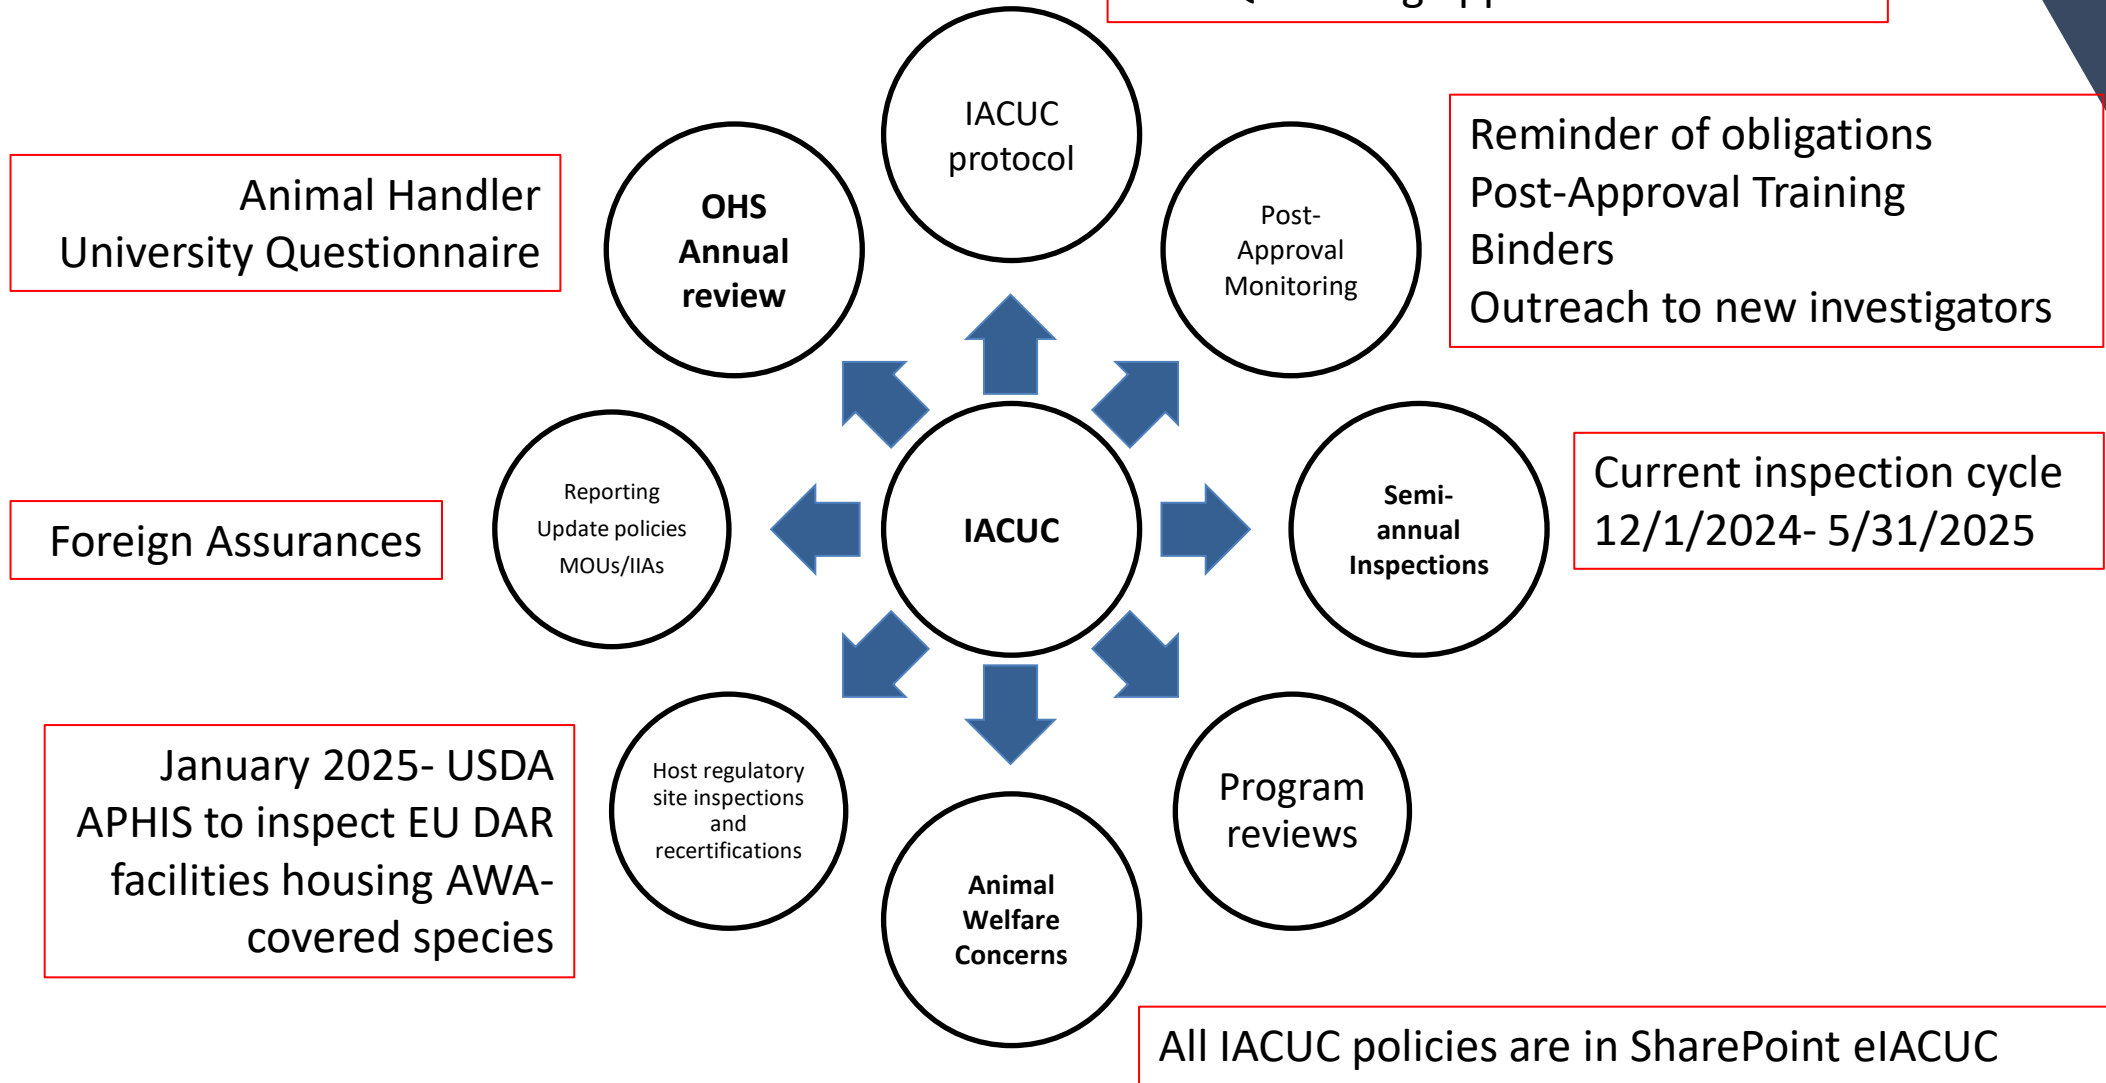 IACUC
protocol
Animal Handler
University Questionnaire
OHS
Annual
review
Post-
Approval
Monitoring
Reminder of obligations
Post-Approval Training
Binders
Outreach to new investigators
Foreign Assurances
Reporting
Update policies
MOUs/IIAs
IACUC
Semi-
annual
Inspections
Current inspection cycle
12/1/2024- 5/31/2025
January 2025- USDA
APHIS to inspect EU DAR
facilities housing AWA-
covered species
Host regulatory
site inspections
and
recertifications
Animal
Welfare
Concerns
Program
reviews
All IACUC policies are in SharePoint eIACUC